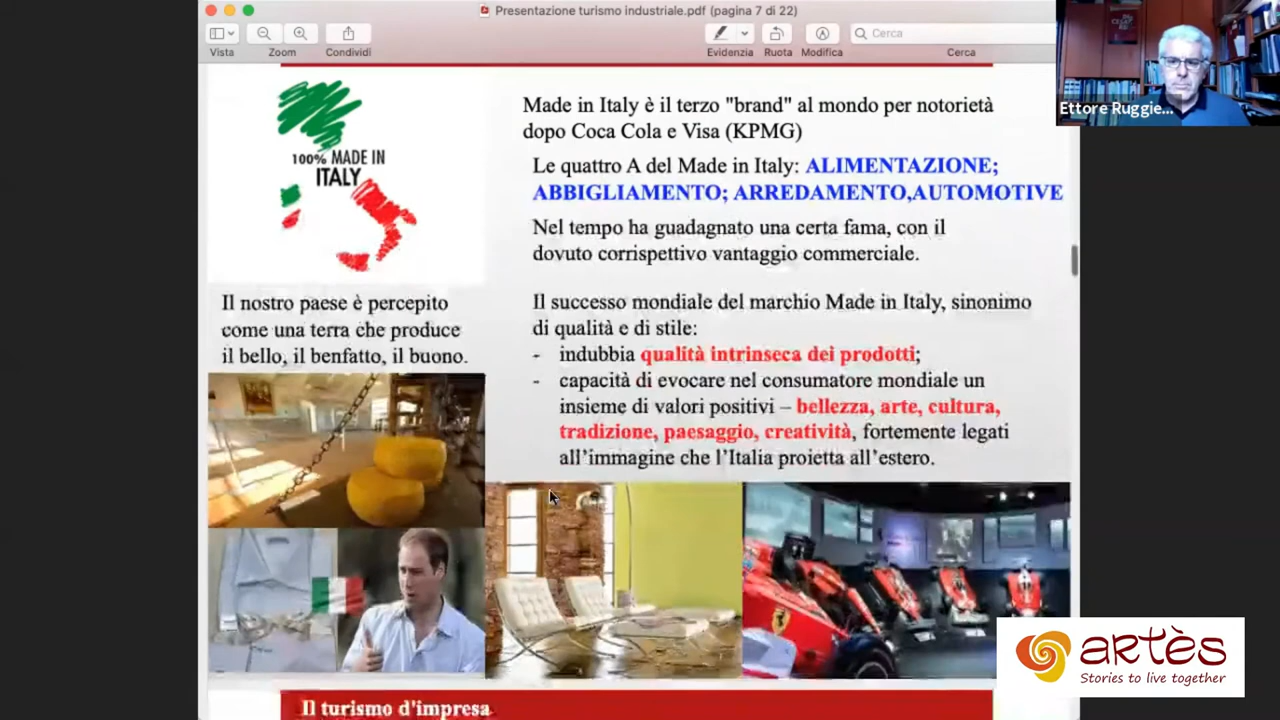 Presentazione turismo industriale.pdf (pagina 7 di 22)
Vista
Zoom
Condividi
Evidenzia
Ruota
Modifica
Cerca
Cerca
Ettore Ruggie...
100% MADE IN
ITALY
Il nostro paese è percepito
come una terra che produce
il bello, il benfatto, il buono.
Made in Italy è il terzo "brand" al mondo per notorietà
dopo Coca Cola e Visa (KPMG)
Le quattro A del Made in Italy: ALIMENTAZIONE;
ABBIGLIAMENTO; ARREDAMENTO,AUTOMOTIVE
Nel tempo ha guadagnato una certa fama, con il
dovuto corrispettivo vantaggio commerciale.
Il successo mondiale del marchio Made in Italy, sinonimo
di qualità e di stile:
- indubbia qualità intrinseca dei prodotti;
- capacità di evocare nel consumatore mondiale un
insieme di valori positivi – bellezza, arte, cultura,
tradizione, paesaggio, creatività, fortemente legati
all'immagine che l'Italia proietta all'estero.
Il turismo d'impresa
artès
Stories to live together